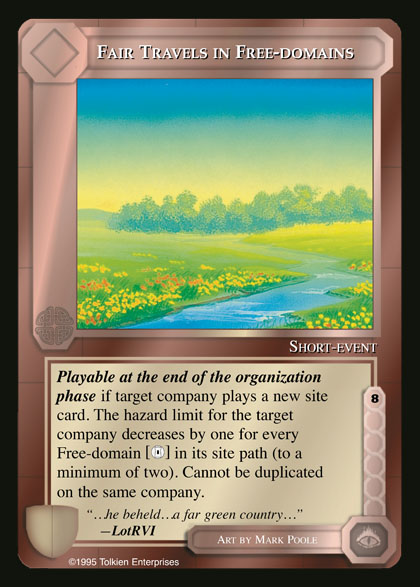 Fair Travels in Free-domains
Short-event
Playable at the end of the organization
phase if target company plays a new site
card. The hazard limit for the target
company decreases by one for every
Free-domain [] in its site path (to a
minimum of two). Cannot be duplicated
on the same company.
8
“…he beheld…a far green country…”
—LotRVI
Art by Mark Poole
©1995 Tolkien Enterprises